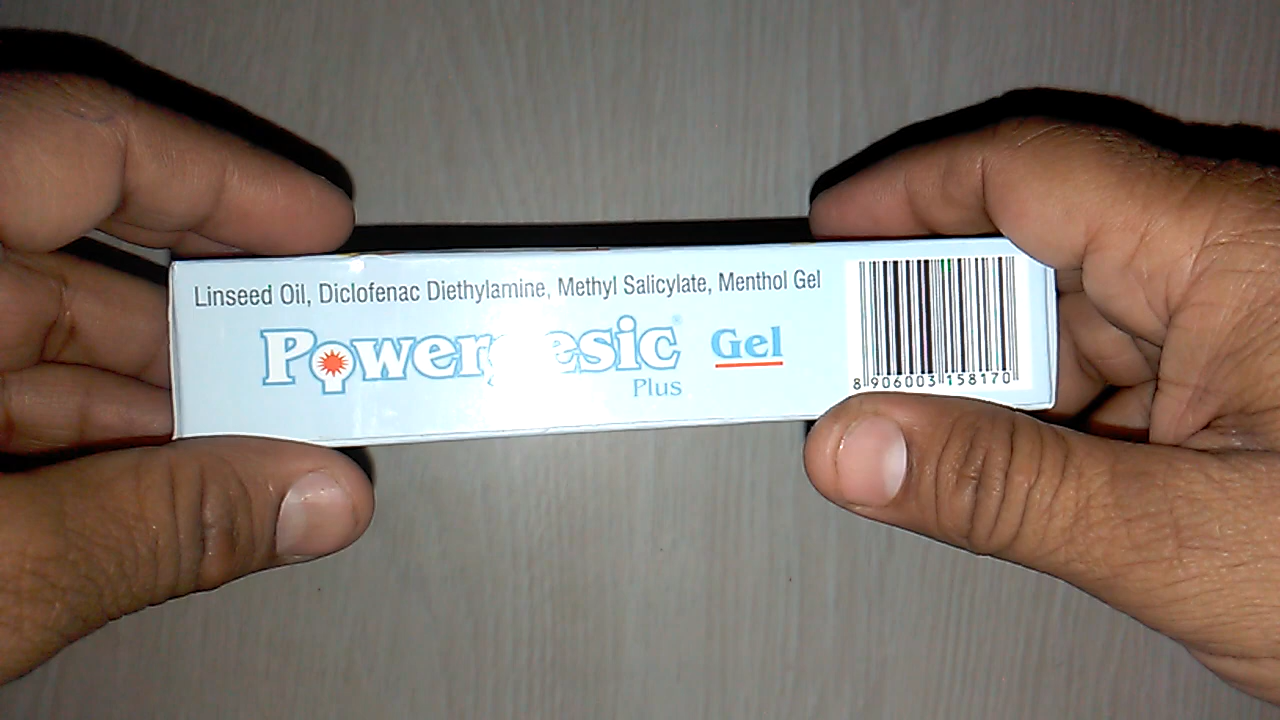 Linseed Oil, Diclofenac Diethylamine, Methyl Salicylate, Menthol Gel
Powergesic® Gel
Plus
8 906003 158170